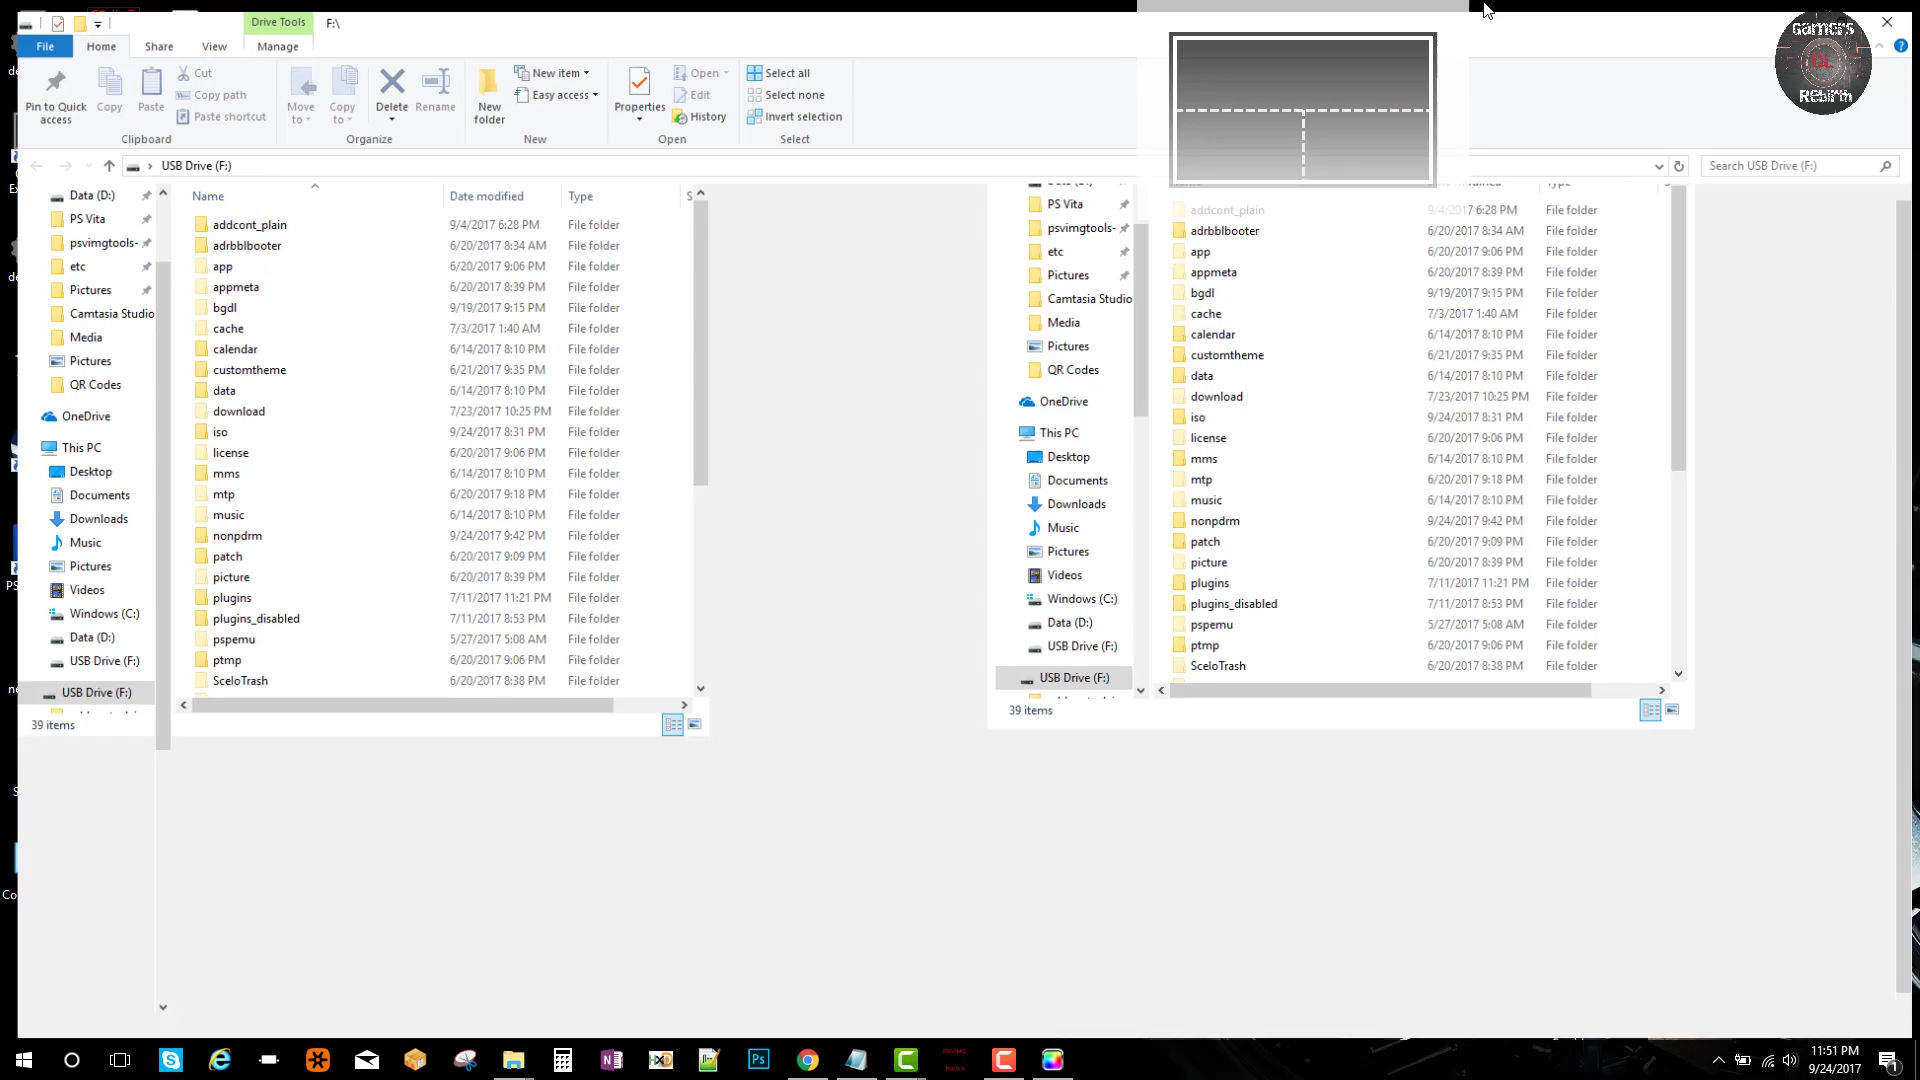 Drive Tools
F:\
File
Home
Share
View
Manage
Pin to Quick access
Copy
Paste
Cut
Copy path
Paste shortcut
Clipboard
Move to
Copy to
Delete
Rename
Organize
New folder
New item
Easy access
New
Properties
Open
Edit
History
Open
Select all
Select none
Invert selection
Select
Gamers
DL
Rebirth
USB Drive (F:)
Search USB Drive (F:)
Name
Date modified
Type
S
Data (D:)
PS Vita
psvimgtools-
etc
Pictures
Camtasia Studio
Media
Pictures
QR Codes
OneDrive
This PC
Desktop
Documents
Downloads
Music
Pictures
Videos
Windows (C:)
Data (D:)
USB Drive (F:)
USB Drive (F:)
39 items
addcont_plain 9/4/2017 6:28 PM File folder
adrbblbooter 6/20/2017 8:34 AM File folder
app 6/20/2017 9:06 PM File folder
appmeta 6/20/2017 8:39 PM File folder
bgdl 9/19/2017 9:15 PM File folder
cache 7/3/2017 1:40 AM File folder
calendar 6/14/2017 8:10 PM File folder
customtheme 6/21/2017 9:35 PM File folder
data 6/14/2017 8:10 PM File folder
download 7/23/2017 10:25 PM File folder
iso 9/24/2017 8:31 PM File folder
license 6/20/2017 9:06 PM File folder
mms 6/14/2017 8:10 PM File folder
mtp 6/20/2017 9:18 PM File folder
music 6/14/2017 8:10 PM File folder
nonpdrm 9/24/2017 9:42 PM File folder
patch 6/20/2017 9:09 PM File folder
picture 6/20/2017 8:39 PM File folder
plugins 7/11/2017 11:21 PM File folder
plugins_disabled 7/11/2017 8:53 PM File folder
pspemu 5/27/2017 5:08 AM File folder
ptmp 6/20/2017 9:06 PM File folder
SceloTrash 6/20/2017 8:38 PM File folder
PS Vita
psvimgtools-
etc
Pictures
Camtasia Studio
Media
Pictures
QR Codes
OneDrive
This PC
Desktop
Documents
Downloads
Music
Pictures
Videos
Windows (C:)
Data (D:)
USB Drive (F:)
USB Drive (F:)
39 items
addcont_plain 9/4/2017 6:28 PM File folder
adrbblbooter 6/20/2017 8:34 AM File folder
app 6/20/2017 9:06 PM File folder
appmeta 6/20/2017 8:39 PM File folder
bgdl 9/19/2017 9:15 PM File folder
cache 7/3/2017 1:40 AM File folder
calendar 6/14/2017 8:10 PM File folder
customtheme 6/21/2017 9:35 PM File folder
data 6/14/2017 8:10 PM File folder
download 7/23/2017 10:25 PM File folder
iso 9/24/2017 8:31 PM File folder
license 6/20/2017 9:06 PM File folder
mms 6/14/2017 8:10 PM File folder
mtp 6/20/2017 9:18 PM File folder
music 6/14/2017 8:10 PM File folder
nonpdrm 9/24/2017 9:42 PM File folder
patch 6/20/2017 9:09 PM File folder
picture 6/20/2017 8:39 PM File folder
plugins 7/11/2017 11:21 PM File folder
plugins_disabled 7/11/2017 8:53 PM File folder
pspemu 5/27/2017 5:08 AM File folder
ptmp 6/20/2017 9:06 PM File folder
SceloTrash 6/20/2017 8:38 PM File folder
Ps
11:51 PM
9/24/2017
1